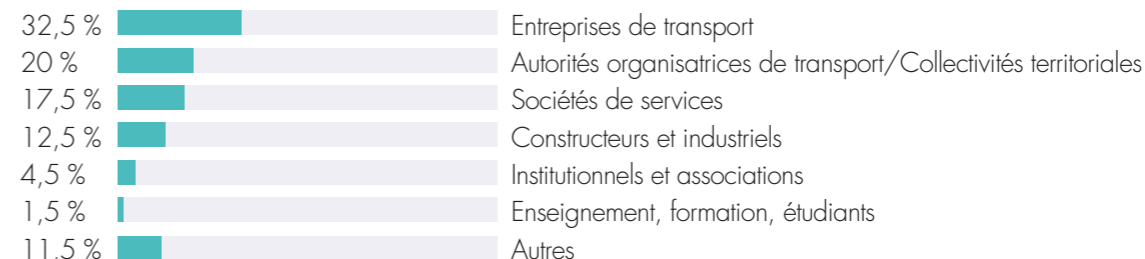 32,5 % Entreprises de transport
20 % Autorités organisatrices de transport/Collectivités territoriales
17,5 % Sociétés de services
12,5 % Constructeurs et industriels
4,5 % Institutionnels et associations
1,5 % Enseignement, formation, étudiants
11,5 % Autres